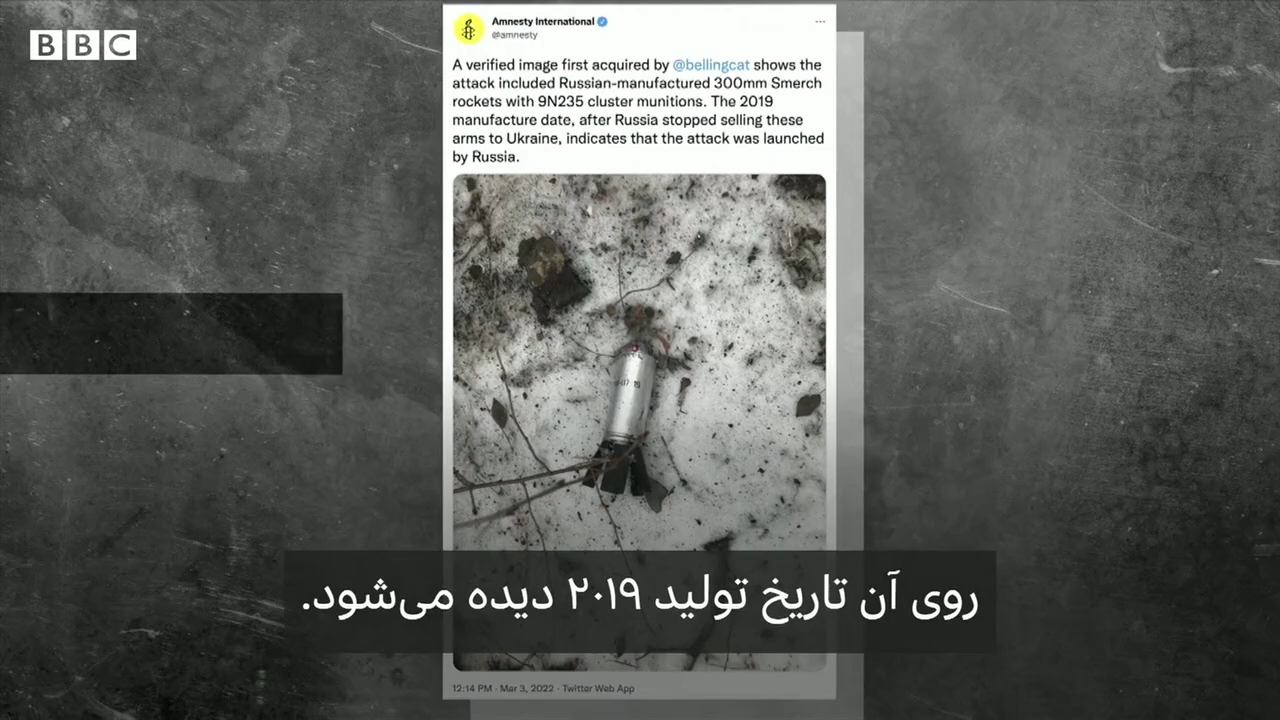 BBC
Amnesty International
@amnesty
A verified image first acquired by @bellingcat shows the
attack included Russian-manufactured 300mm Smerch
rockets with 9N235 cluster munitions. The 2019
manufacture date, after Russia stopped selling these
arms to Ukraine, indicates that the attack was launched
by Russia.
روی آن تاریخ تولید ۲۰۱۹ دیده می‌شود.
12:14 PM · Mar 3, 2022 · Twitter Web App